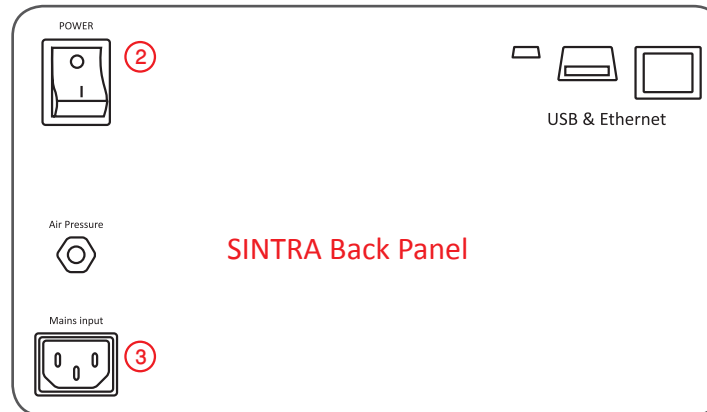 POWER
2
USB & Ethernet
Air Pressure
SINTRA Back Panel
Mains input
3